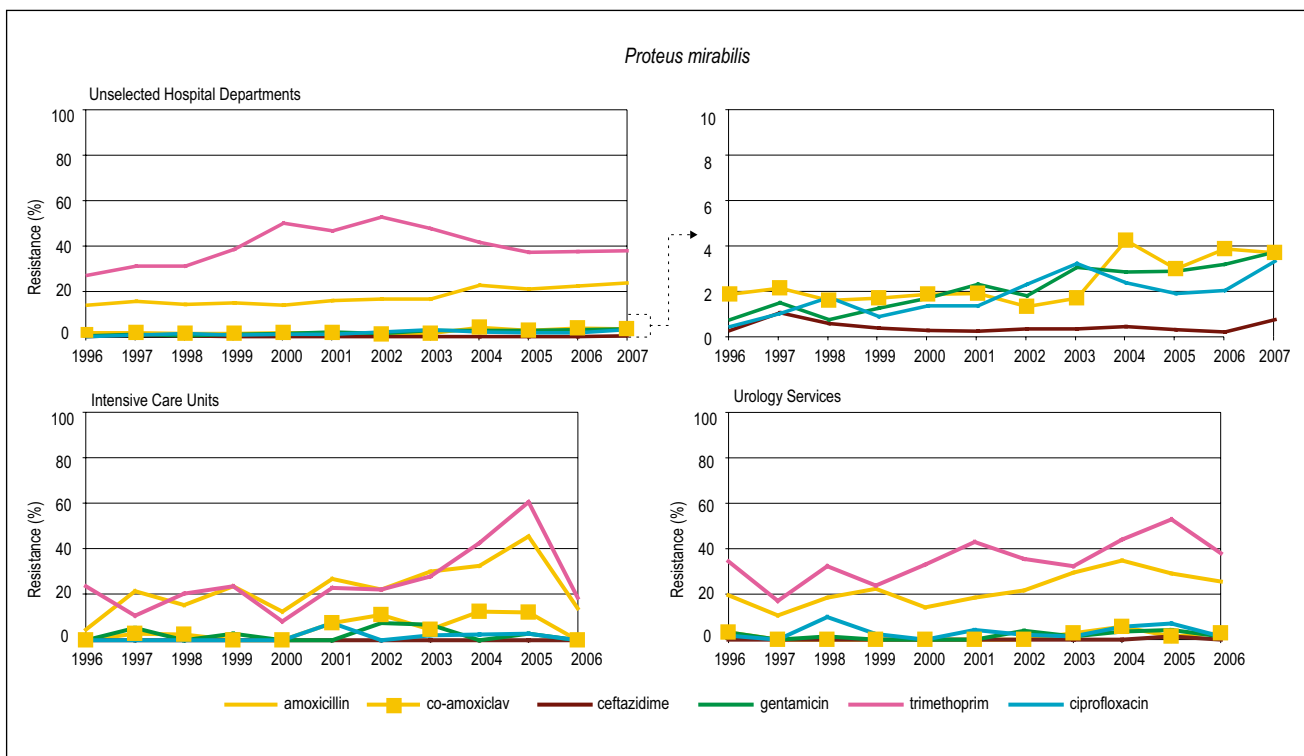 Proteus mirabilis
Unselected Hospital Departments
Resistance (%)
100
80
60
40
20
0
1996 1997 1998 1999 2000 2001 2002 2003 2004 2005 2006 2007
10
8
6
4
2
0
1996 1997 1998 1999 2000 2001 2002 2003 2004 2005 2006 2007
Intensive Care Units
Resistance (%)
100
80
60
40
20
0
1996 1997 1998 1999 2000 2001 2002 2003 2004 2005 2006
Urology Services
Resistance (%)
100
80
60
40
20
0
1996 1997 1998 1999 2000 2001 2002 2003 2004 2005 2006
amoxicillin co-amoxiclav ceftazidime gentamicin trimethoprim ciprofloxacin